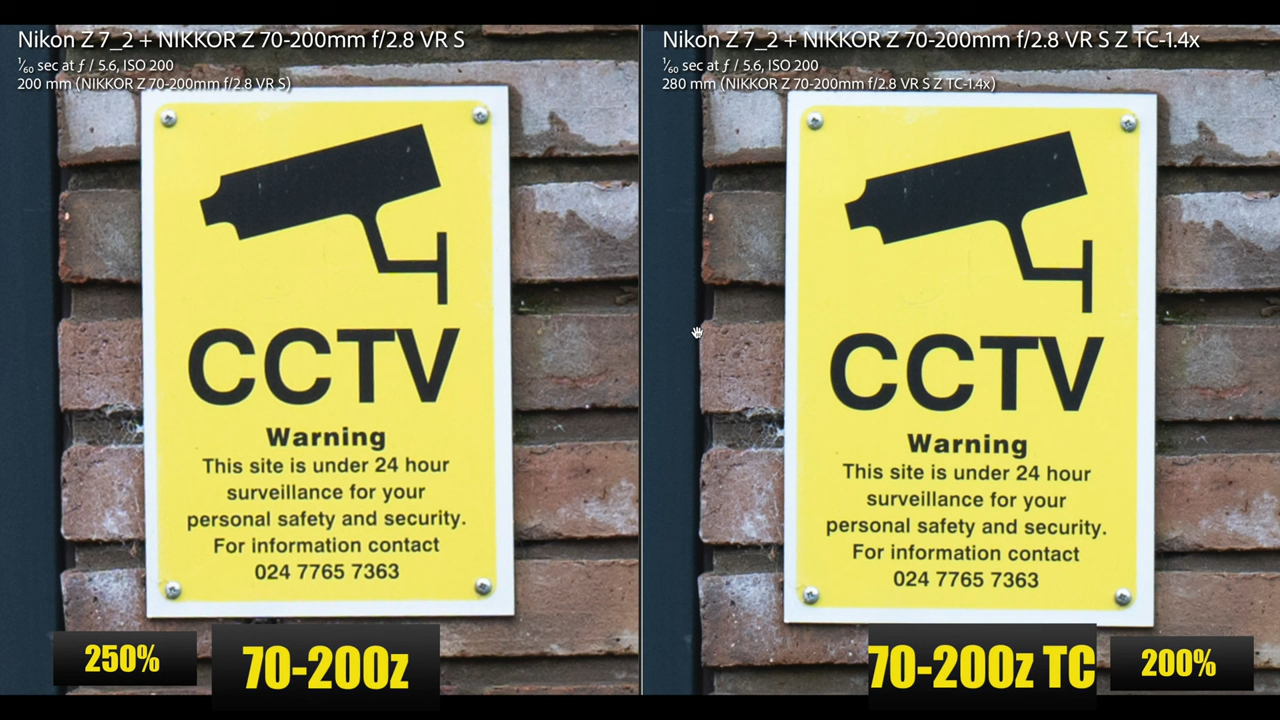 Nikon Z 7_2 + NIKKOR Z 70-200mm f/2.8 VR S
1/60 sec at ƒ / 5.6, ISO 200
200 mm (NIKKOR Z 70-200mm f/2.8 VR S)
CCTV
Warning
This site is under 24 hour
surveillance for your
personal safety and security.
For information contact
024 7765 7363
250%
70-200z
Nikon Z 7_2 + NIKKOR Z 70-200mm f/2.8 VR S Z TC-1.4x
1/60 sec at ƒ / 5.6, ISO 200
280 mm (NIKKOR Z 70-200mm f/2.8 VR S Z TC-1.4x)
CCTV
Warning
This site is under 24 hour
surveillance for your
personal safety and security.
For information contact
024 7765 7363
70-200z TC
200%